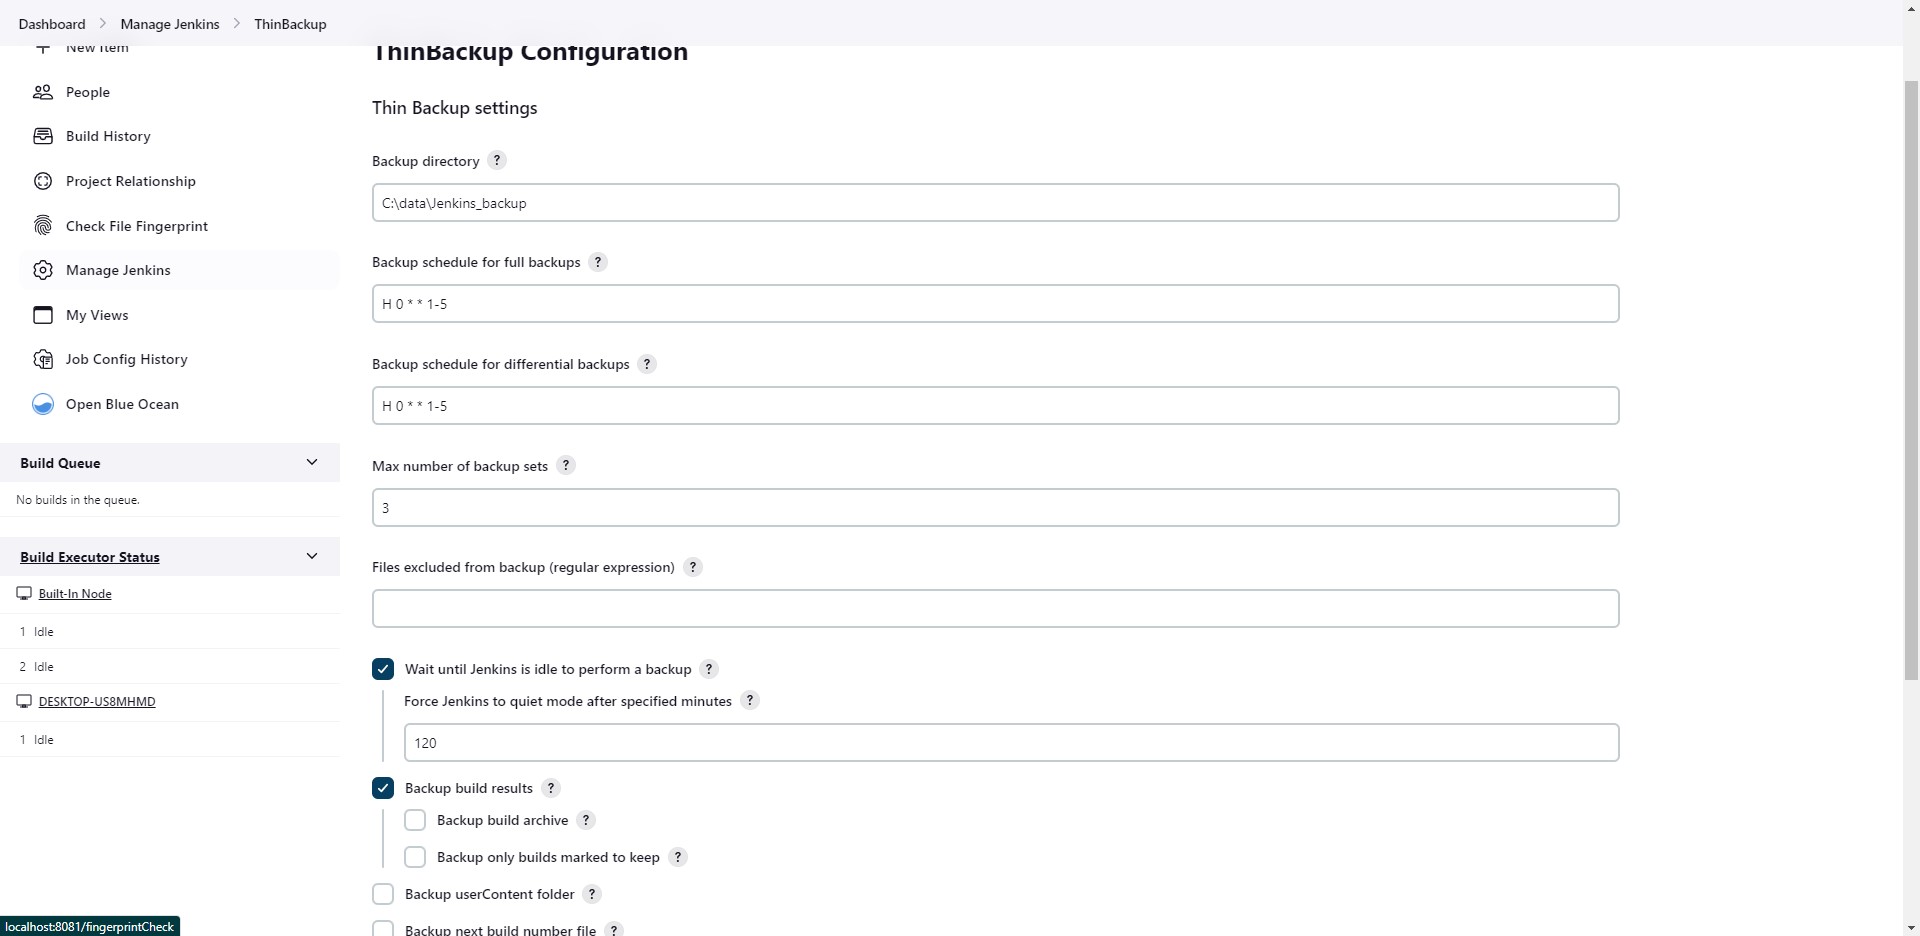 Dashboard > Manage Jenkins > ThinBackup
New Item
People
Build History
Project Relationship
Check File Fingerprint
Manage Jenkins
My Views
Job Config History
Open Blue Ocean
Build Queue
No builds in the queue.
Build Executor Status
Built-In Node
1 Idle
2 Idle
DESKTOP-US8MHMD
1 Idle
localhost:8081/fingerprintCheck
ThinBackup Configuration
Thin Backup settings
Backup directory ?
C:\data\Jenkins_backup
Backup schedule for full backups ?
H 0 * * 1-5
Backup schedule for differential backups ?
H 0 * * 1-5
Max number of backup sets ?
3
Files excluded from backup (regular expression) ?
Wait until Jenkins is idle to perform a backup ?
Force Jenkins to quiet mode after specified minutes ?
120
Backup build results ?
Backup build archive ?
Backup only builds marked to keep ?
Backup userContent folder ?
Backup next build number file ?